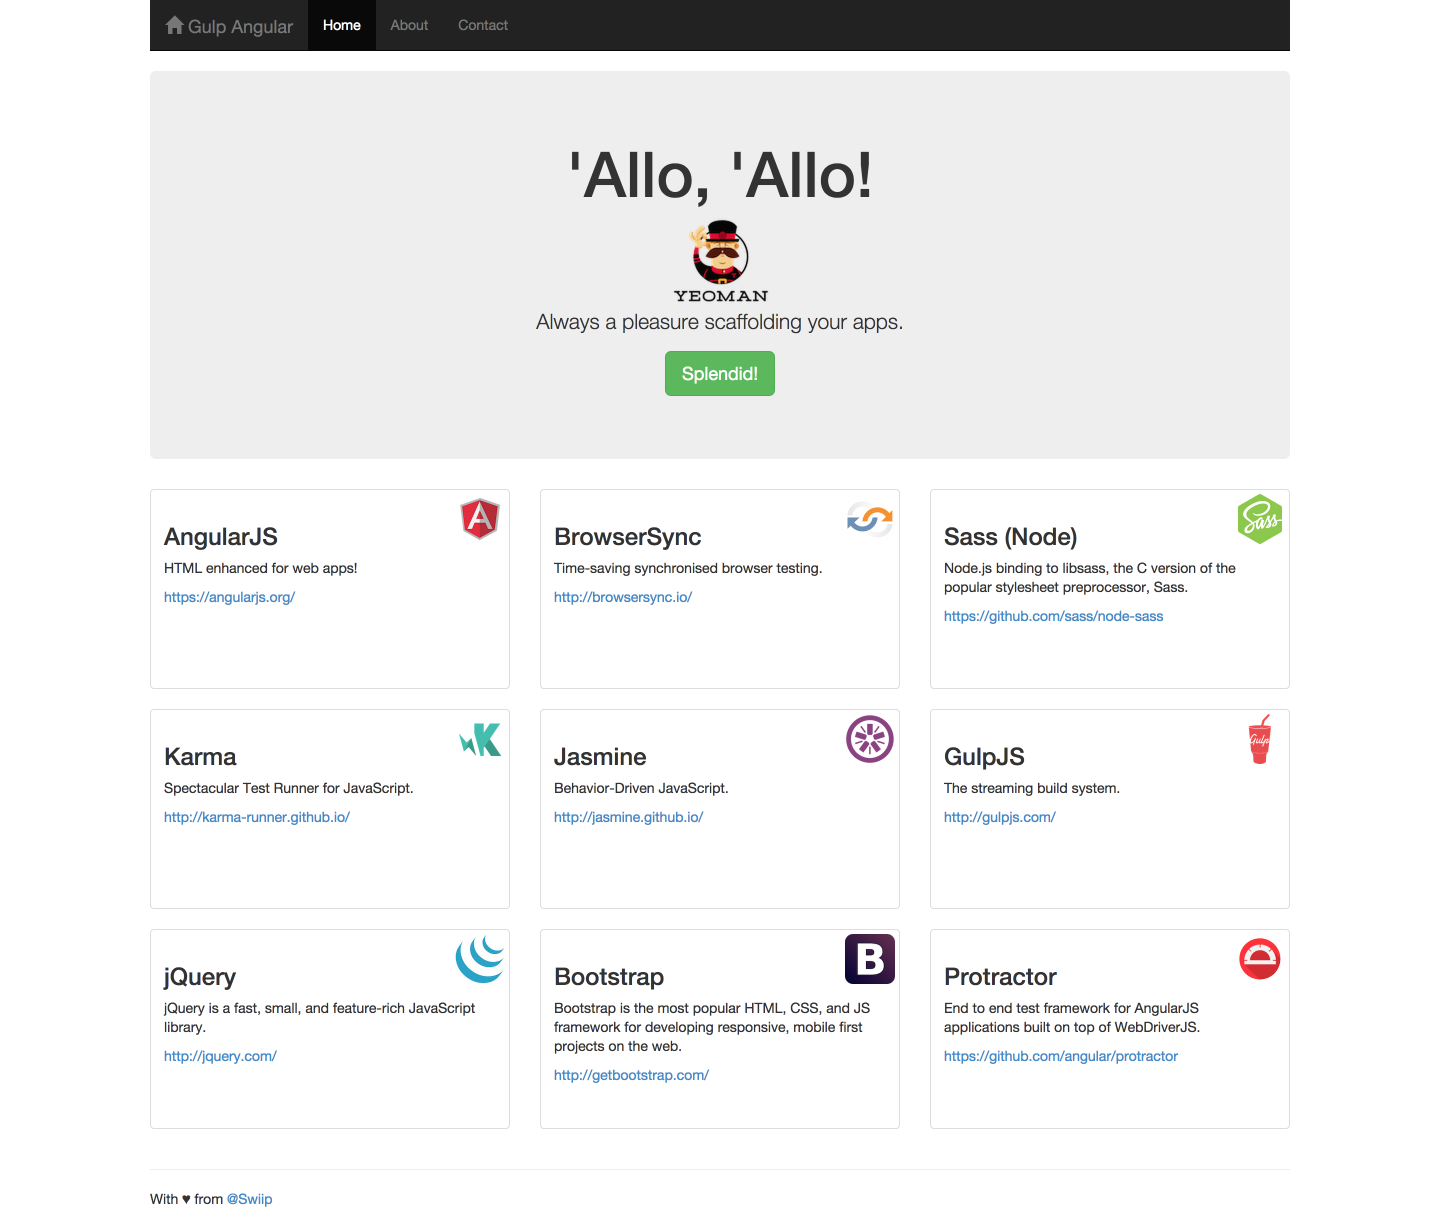 Gulp Angular Home About Contact
'Allo, 'Allo!
YEOMAN
Always a pleasure scaffolding your apps.
Splendid!
AngularJS
HTML enhanced for web apps!
https://angularjs.org/
BrowserSync
Time-saving synchronised browser testing.
http://browsersync.io/
Sass
Sass (Node)
Node.js binding to libsass, the C version of the
popular stylesheet preprocessor, Sass.
https://github.com/sass/node-sass
K
Karma
Spectacular Test Runner for JavaScript.
http://karma-runner.github.io/
Jasmine
Behavior-Driven JavaScript.
http://jasmine.github.io/
Gulp
GulpJS
The streaming build system.
http://gulpjs.com/
jQuery
jQuery is a fast, small, and feature-rich JavaScript
library.
http://jquery.com/
B
Bootstrap
Bootstrap is the most popular HTML, CSS, and JS
framework for developing responsive, mobile first
projects on the web.
http://getbootstrap.com/
Protractor
End to end test framework for AngularJS
applications built on top of WebDriverJS.
https://github.com/angular/protractor
With ♥ from @Swiip